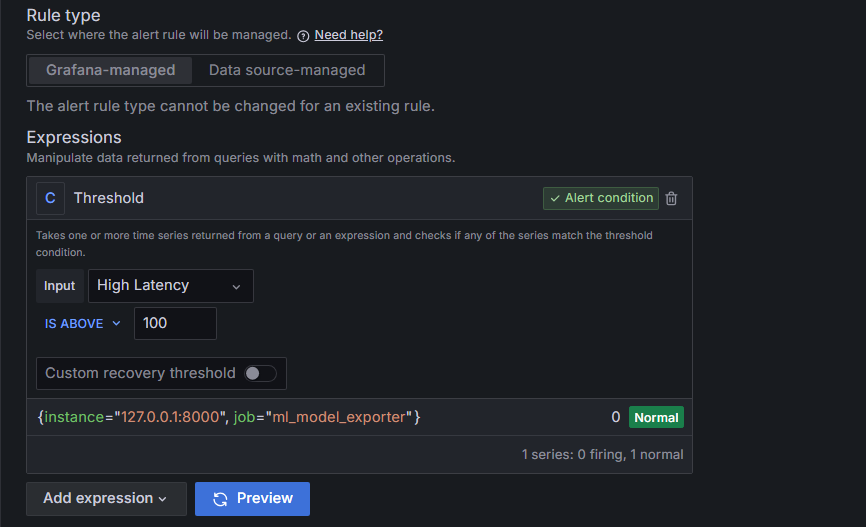 Rule type
Select where the alert rule will be managed. Need help?
Grafana-managed Data source-managed
The alert rule type cannot be changed for an existing rule.
Expressions
Manipulate data returned from queries with math and other operations.
C Threshold Alert condition
Takes one or more time series returned from a query or an expression and checks if any of the series match the threshold
condition.
Input High Latency
IS ABOVE 100
Custom recovery threshold
{instance="127.0.0.1:8000", job="ml_model_exporter"} 0 Normal
1 series: 0 firing, 1 normal
Add expression Preview